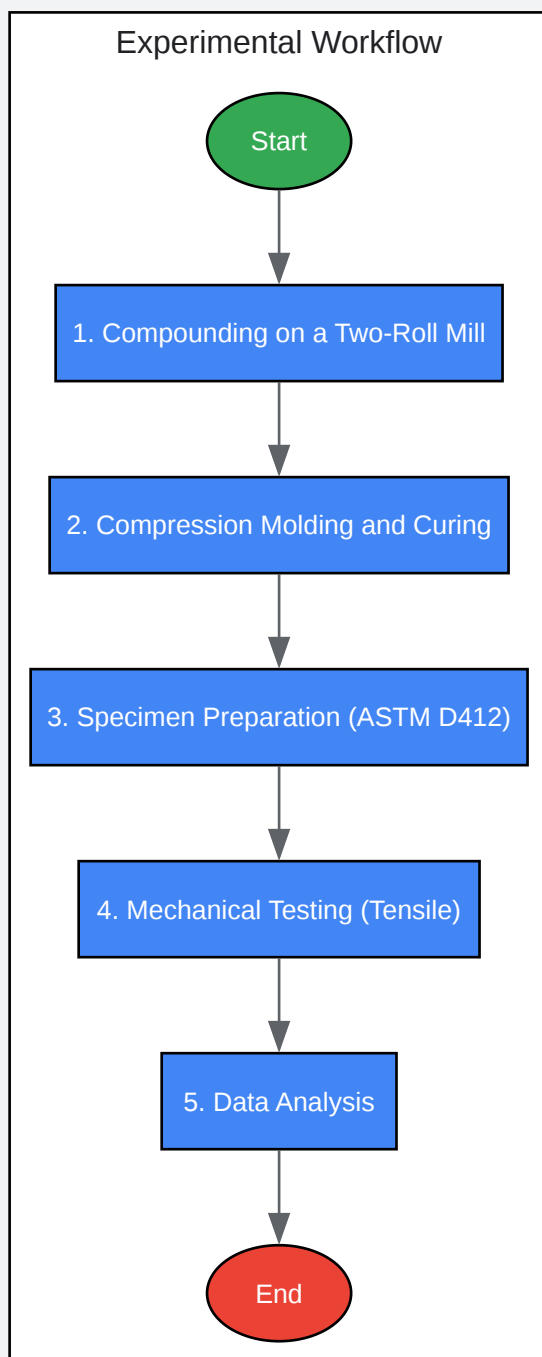 Experimental Workflow
Start
1. Compounding on a Two-Roll Mill
2. Compression Molding and Curing
3. Specimen Preparation (ASTM D412)
4. Mechanical Testing (Tensile)
5. Data Analysis
End